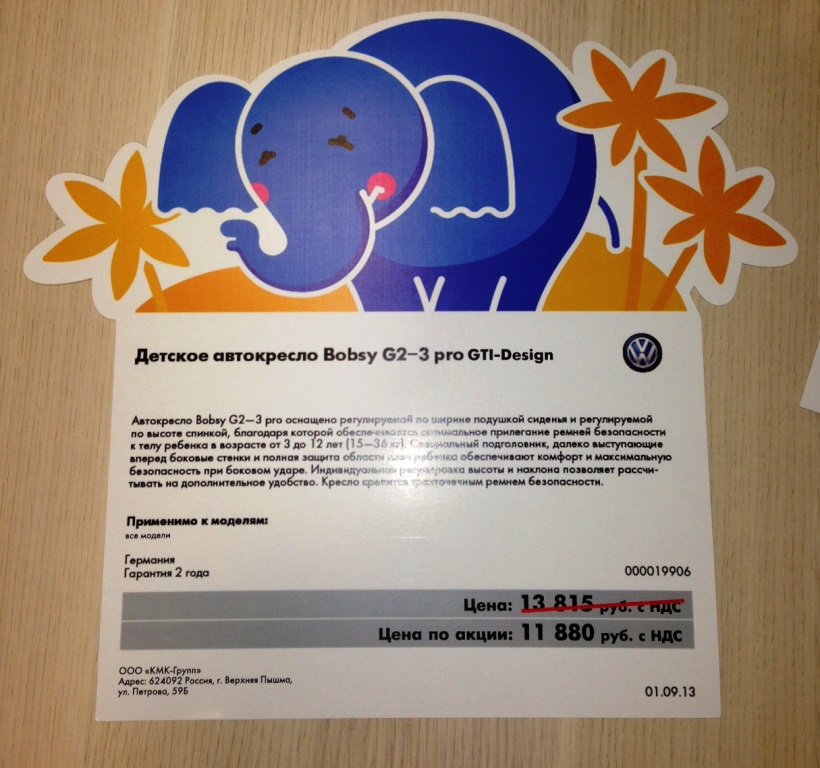 Детское автокресло Bobsy G2–3 pro GTI-Design
Автокресло Bobsy G2—3 pro оснащено регулируемой по ширине подушкой сиденья и регулируемой
по высоте спинкой, благодаря которой обеспечивается оптимальное прилегание ремней безопасности
к телу ребенка в возрасте от 3 до 12 лет (15—36 кг). Специальный подголовник, далеко выступающие
вперед боковые стенки и полная защита области плеч ребенка обеспечивают комфорт и максимальную
безопасность при боковом ударе. Индивидуальная регулировка высоты и наклона позволяет рассчи-
тывать на дополнительное удобство. Кресло крепится трехточечным ремнем безопасности.
Применимо к моделям:
все модели
Германия
Гарантия 2 года
000019906
Цена: 13 815 руб. с НДС
Цена по акции: 11 880 руб. с НДС
ООО «КМК-Групп»
Адрес: 624092 Россия, г. Верхняя Пышма,
ул. Петрова, 59Б
01.09.13